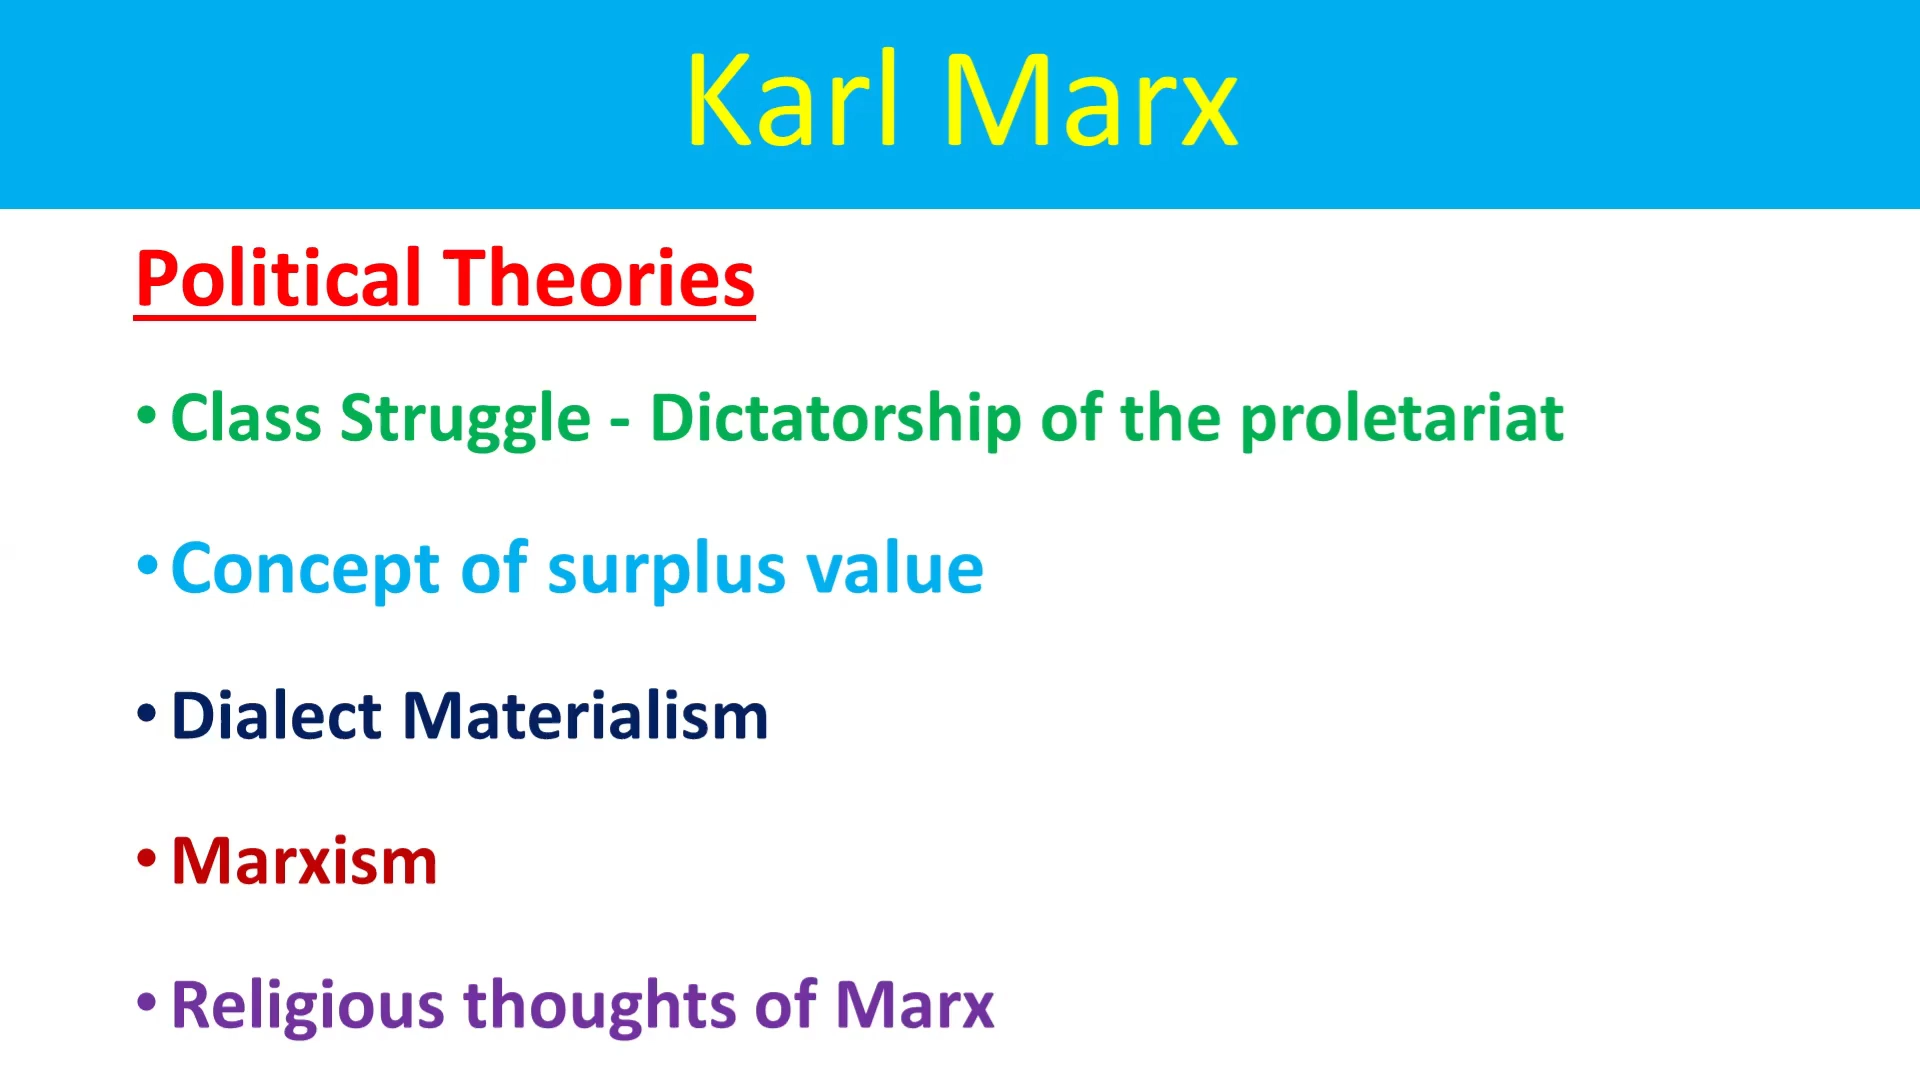 Karl Marx
Political Theories
• Class Struggle - Dictatorship of the proletariat
• Concept of surplus value
• Dialect Materialism
• Marxism
• Religious thoughts of Marx